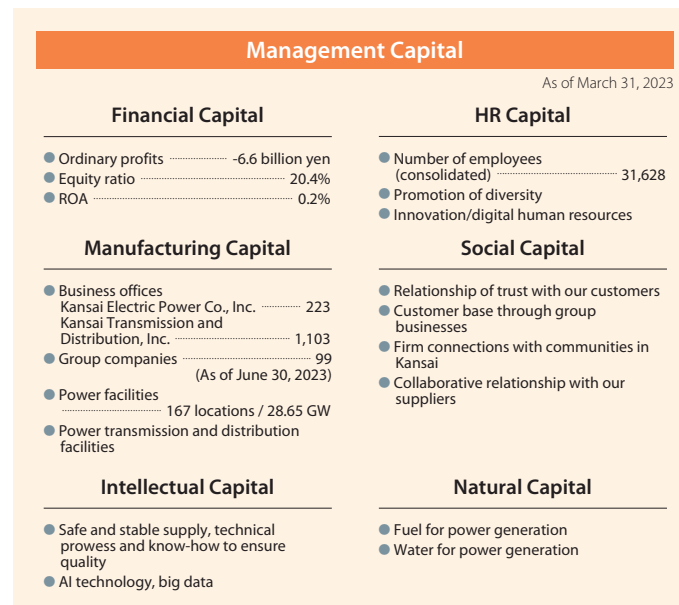 Management Capital
As of March 31, 2023
Financial Capital
Ordinary profits -6.6 billion yen
Equity ratio 20.4%
ROA 0.2%
HR Capital
Number of employees
(consolidated) 31,628
Promotion of diversity
Innovation/digital human resources
Manufacturing Capital
Business offices
Kansai Electric Power Co., Inc. 223
Kansai Transmission and
Distribution, Inc. 1,103
Group companies 99
(As of June 30, 2023)
Power facilities
167 locations / 28.65 GW
Power transmission and distribution
facilities
Social Capital
Relationship of trust with our customers
Customer base through group
businesses
Firm connections with communities in
Kansai
Collaborative relationship with our
suppliers
Intellectual Capital
Safe and stable supply, technical
prowess and know-how to ensure
quality
AI technology, big data
Natural Capital
Fuel for power generation
Water for power generation